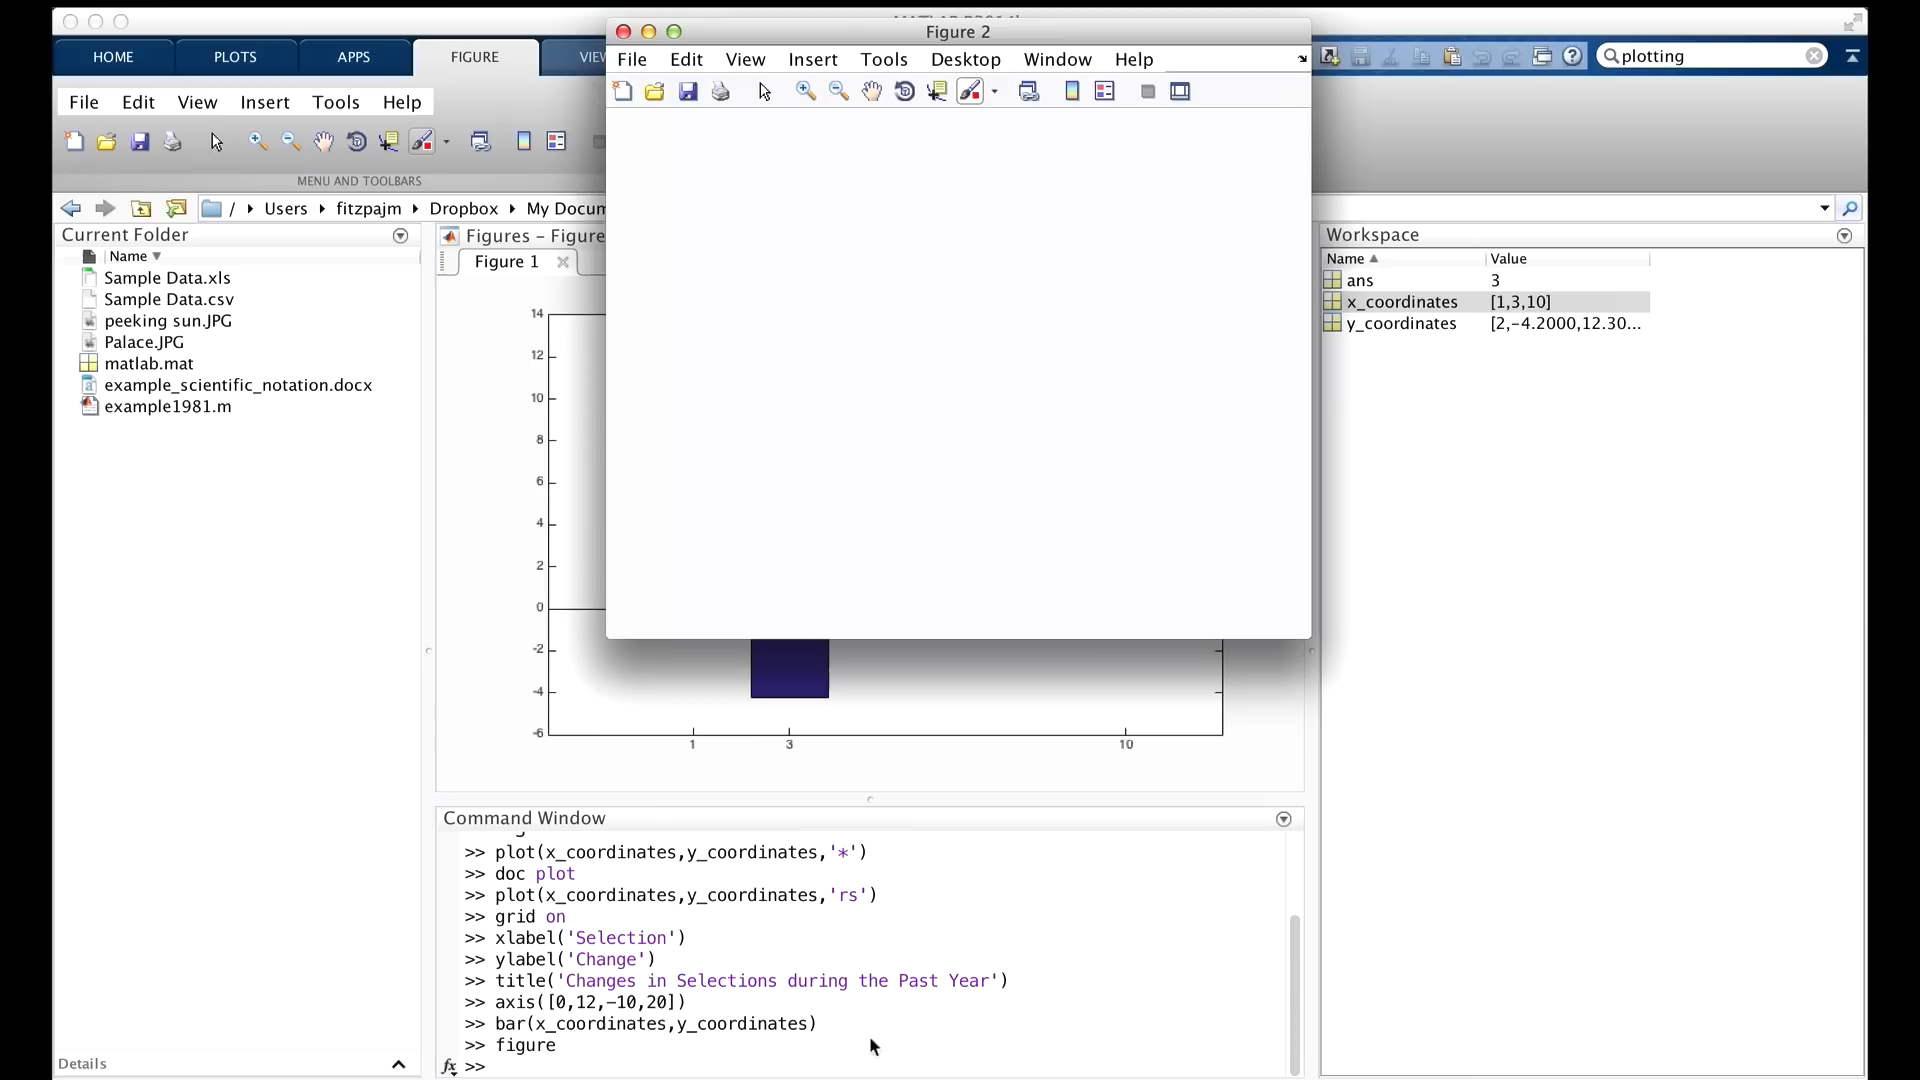 Figure 2
HOME PLOTS APPS FIGURE VIE
plotting
File Edit View Insert Tools Desktop Window Help
File Edit View Insert Tools Help
MENU AND TOOLBARS
/ Users fitzpajm Dropbox My Docum
Current Folder
Name
Sample Data.xls
Sample Data.csv
peeking sun.JPG
Palace.JPG
matlab.mat
example_scientific_notation.docx
example1981.m
Details
Figures – Figure
Figure 1
14
12
10
8
6
4
2
0
-2
-4
-6
1 3 10
Workspace
Name Value
ans 3
x_coordinates [1,3,10]
y_coordinates [2,−4.2000,12.30...
Command Window
>> plot(x_coordinates,y_coordinates,'*')
>> doc plot
>> plot(x_coordinates,y_coordinates,'rs')
>> grid on
>> xlabel('Selection')
>> ylabel('Change')
>> title('Changes in Selections during the Past Year')
>> axis([0,12,−10,20])
>> bar(x_coordinates,y_coordinates)
>> figure
fx >>